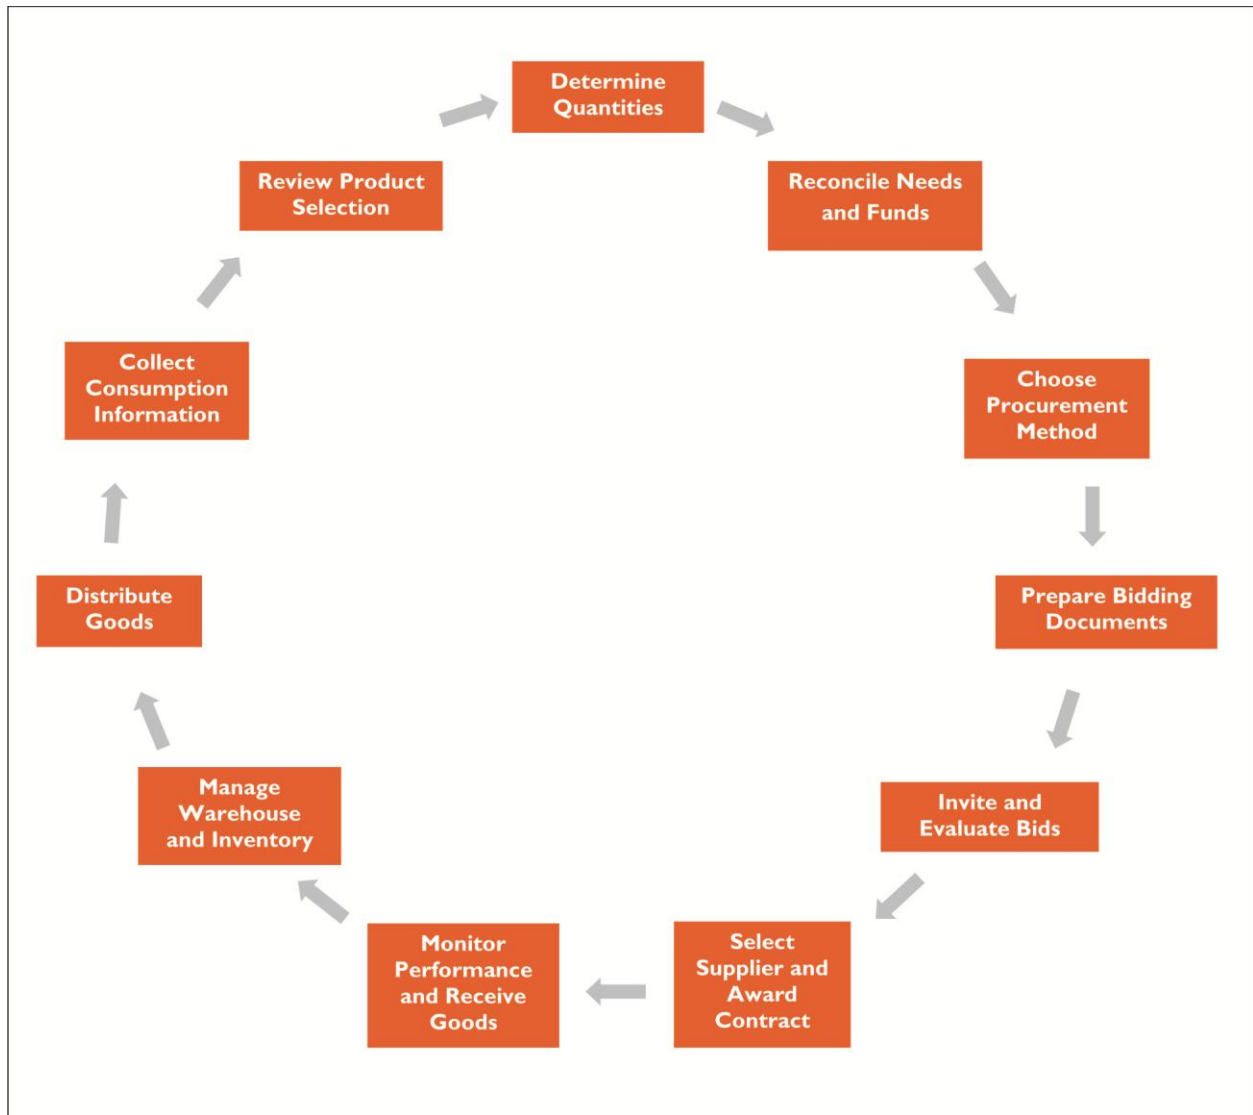 Determine
Quantities
Reconcile Needs
and Funds
Choose
Procurement
Method
Prepare Bidding
Documents
Invite and
Evaluate Bids
Select
Supplier and
Award
Contract
Monitor
Performance
and Receive
Goods
Manage
Warehouse
and Inventory
Distribute
Goods
Collect
Consumption
Information
Review Product
Selection